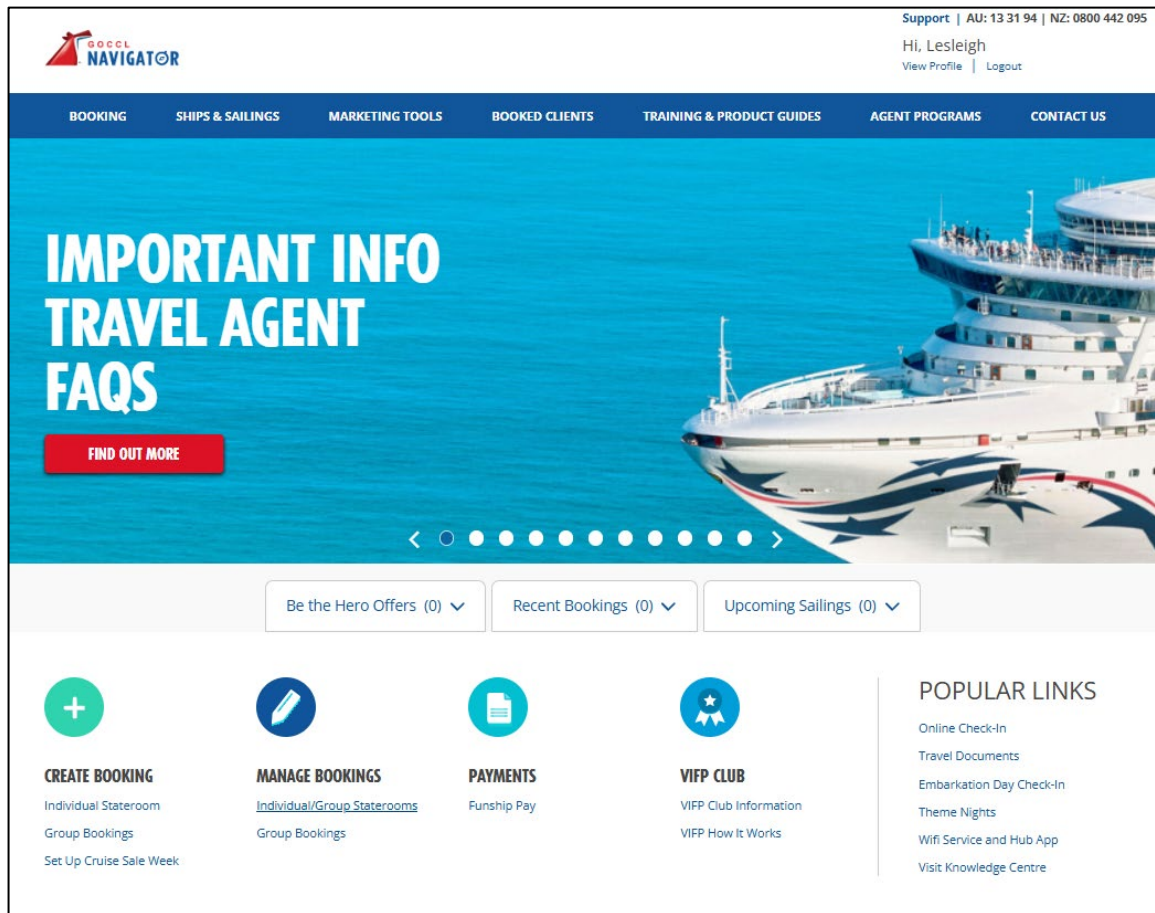 Support | AU: 13 31 94 | NZ: 0800 442 095
GOCCL
NAVIGATOR
Hi, Lesleigh
View Profile | Logout
BOOKING SHIPS & SAILINGS MARKETING TOOLS BOOKED CLIENTS TRAINING & PRODUCT GUIDES AGENT PROGRAMS CONTACT US
IMPORTANT INFO
TRAVEL AGENT
FAQS
FIND OUT MORE
Be the Hero Offers (0) Recent Bookings (0) Upcoming Sailings (0)
CREATE BOOKING
Individual Stateroom
Group Bookings
Set Up Cruise Sale Week
MANAGE BOOKINGS
Individual/Group Staterooms
Group Bookings
PAYMENTS
Funship Pay
VIFP CLUB
VIFP Club Information
VIFP How It Works
POPULAR LINKS
Online Check-In
Travel Documents
Embarkation Day Check-In
Theme Nights
Wifi Service and Hub App
Visit Knowledge Centre